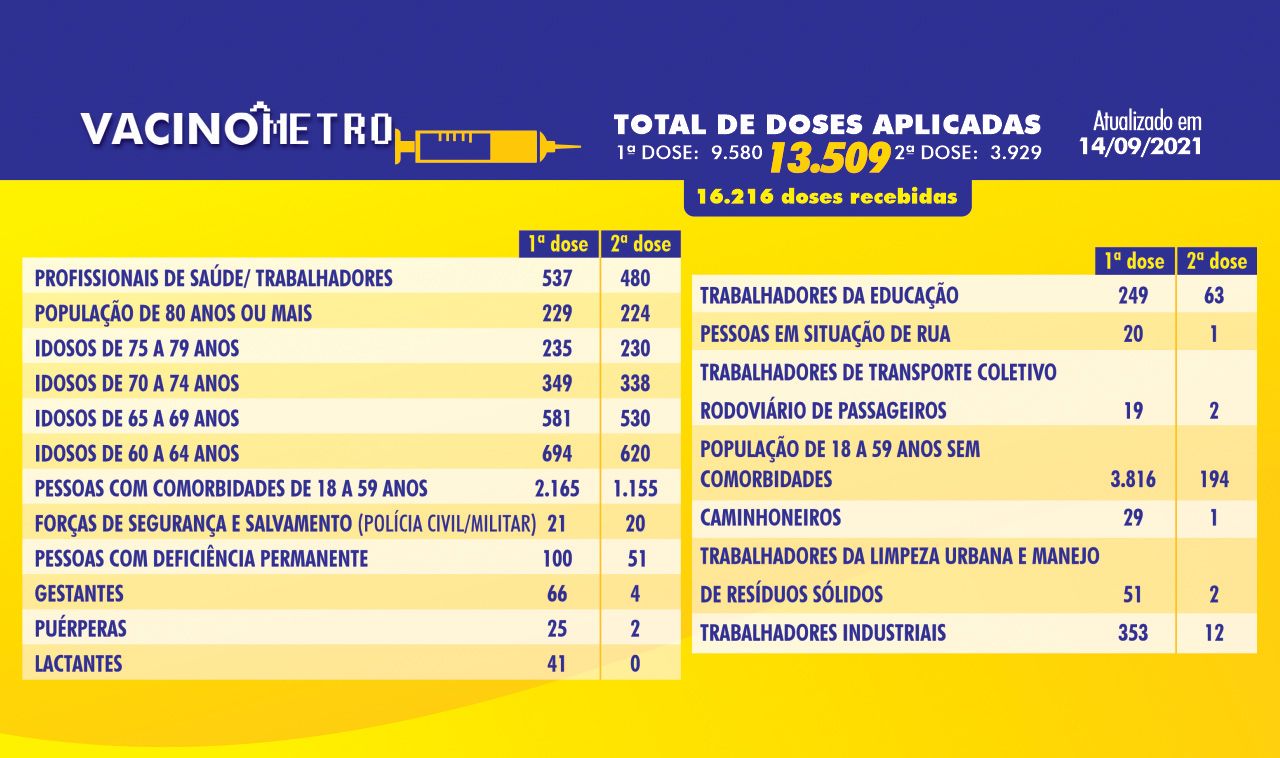 VACINÔMETRO
TOTAL DE DOSES APLICADAS
1ª DOSE: 9.580 13.509 2ª DOSE: 3.929
16.216 doses recebidas
Atualizado em
14/09/2021
1ª dose 2ª dose
PROFISSIONAIS DE SAÚDE/ TRABALHADORES 537 480
POPULAÇÃO DE 80 ANOS OU MAIS 229 224
IDOSOS DE 75 A 79 ANOS 235 230
IDOSOS DE 70 A 74 ANOS 349 338
IDOSOS DE 65 A 69 ANOS 581 530
IDOSOS DE 60 A 64 ANOS 694 620
PESSOAS COM COMORBIDADES DE 18 A 59 ANOS 2.165 1.155
FORÇAS DE SEGURANÇA E SALVAMENTO (POLÍCIA CIVIL/MILITAR) 21 20
PESSOAS COM DEFICIÊNCIA PERMANENTE 100 51
GESTANTES 66 4
PUÉRPERAS 25 2
LACTANTES 41 0
1ª dose 2ª dose
TRABALHADORES DA EDUCAÇÃO 249 63
PESSOAS EM SITUAÇÃO DE RUA 20 1
TRABALHADORES DE TRANSPORTE COLETIVO
RODOVIÁRIO DE PASSAGEIROS 19 2
POPULAÇÃO DE 18 A 59 ANOS SEM
COMORBIDADES 3.816 194
CAMINHONEIROS 29 1
TRABALHADORES DA LIMPEZA URBANA E MANEJO
DE RESÍDUOS SÓLIDOS 51 2
TRABALHADORES INDUSTRIAIS 353 12